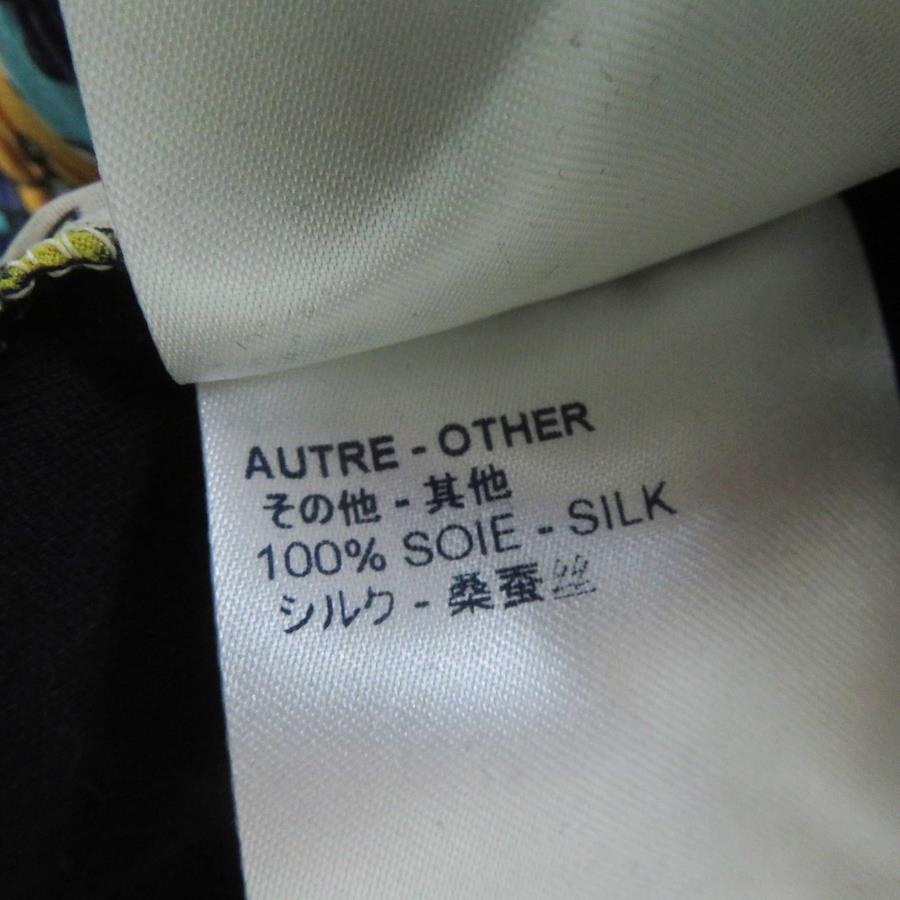 AUTRE - OTHER
その他 - 其他
100% SOIE - SILK
シルク - 桑蚕丝